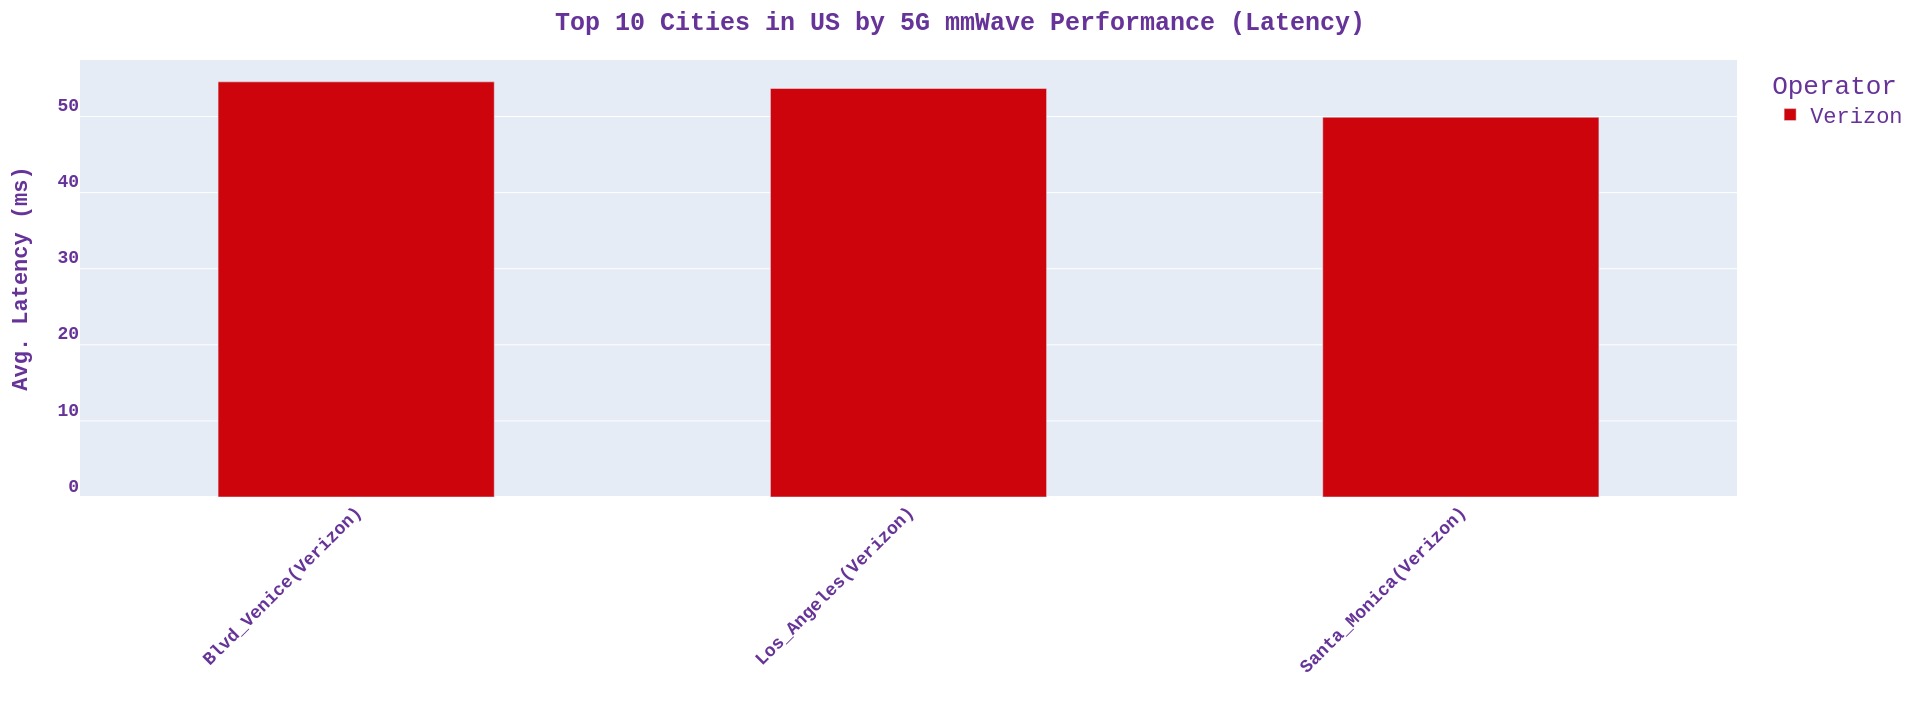 Top 10 Cities in US by 5G mmWave Performance (Latency)
Operator
Verizon
Avg. Latency (ms)
50
40
30
20
10
0
Blvd_Venice(Verizon)
Los_Angeles(Verizon)
Santa_Monica(Verizon)